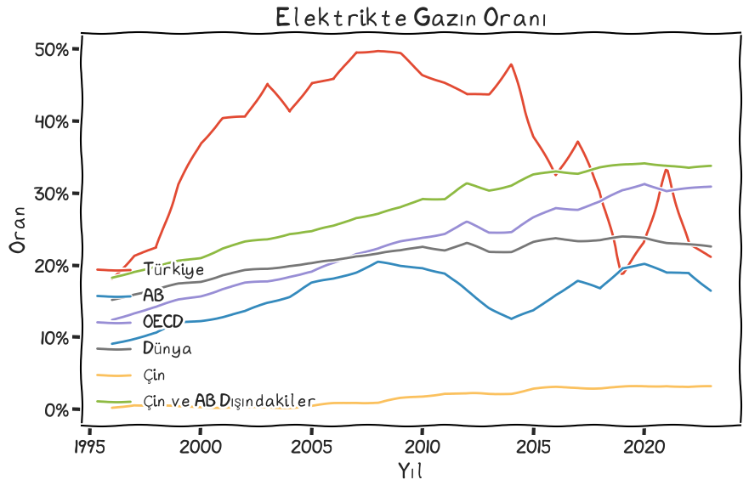 Elektrikte Gazın Oranı
50%
40%
30%
20%
10%
0%
Oran
Türkiye
AB
OECD
Dünya
Çin
Çin ve AB Dışındakiler
1995 2000 2005 2010 2015 2020
Yıl